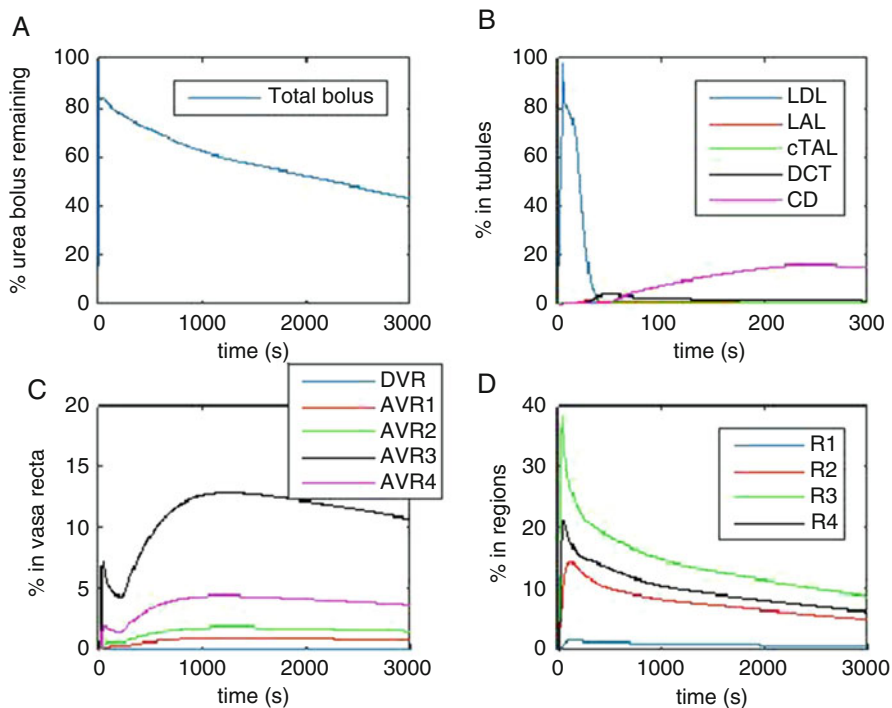 A
% urea bolus remaining
100
80
60
40
20
0
Total bolus
0 1000 2000 3000
time (s)
B
% in tubules
100
80
60
40
20
0
LDL
LAL
cTAL
DCT
CD
0 100 200 300
time (s)
C
% in vasa recta
20
15
10
5
0
DVR
AVR1
AVR2
AVR3
AVR4
0 1000 2000 3000
time (s)
D
% in regions
40
30
20
10
0
R1
R2
R3
R4
0 1000 2000 3000
time (s)